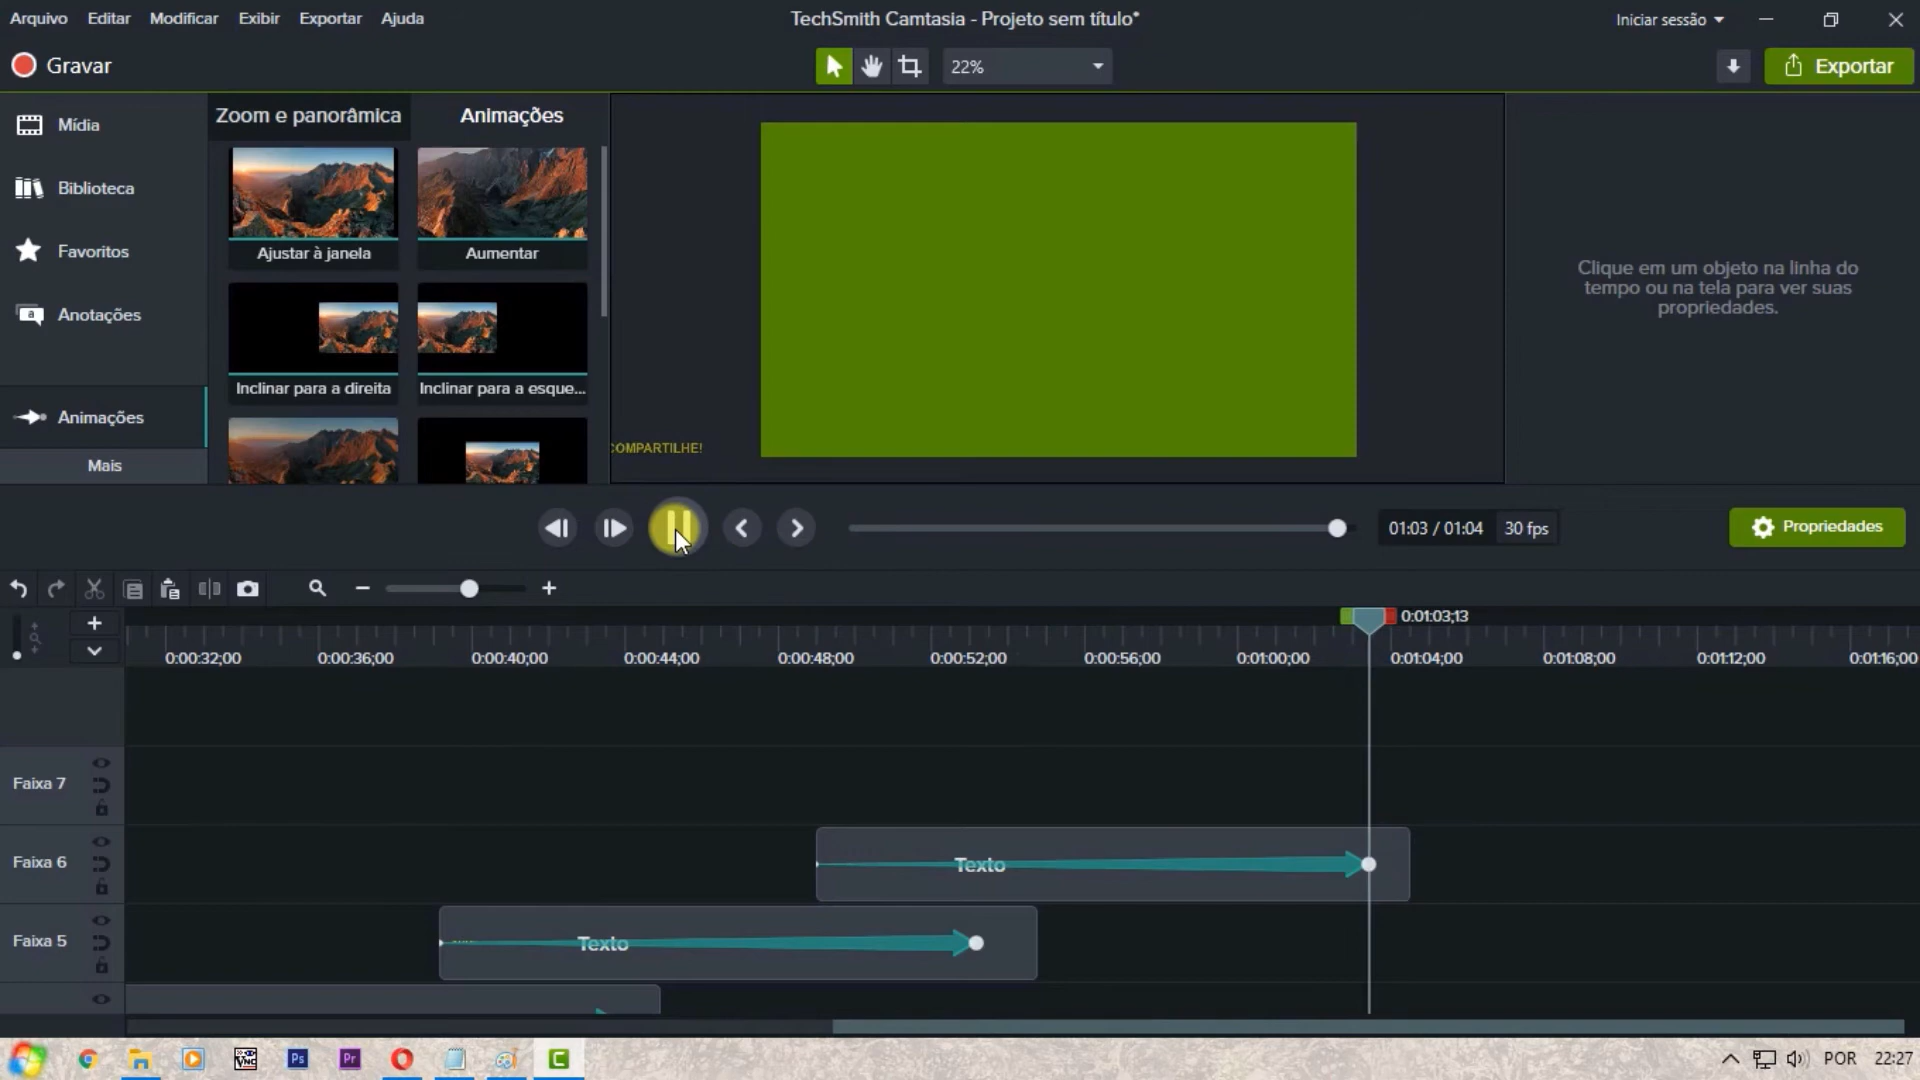 Arquivo Editar Modificar Exibir Exportar Ajuda
TechSmith Camtasia - Projeto sem título*
Iniciar sessão
Gravar
22%
Exportar
Mídia
Biblioteca
Favoritos
Anotações
Animações
Mais
Zoom e panorâmica
Animações
Ajustar à janela
Aumentar
Inclinar para a direita
Inclinar para a esque...
COMPARTILHE!
Clique em um objeto na linha do
tempo ou na tela para ver suas
propriedades.
01:03 / 01:04
30 fps
Propriedades
0:01:03;13
0:00:32;00 0:00:36;00 0:00:40;00 0:00:44;00 0:00:48;00 0:00:52;00 0:00:56;00 0:01:00;00 0:01:04;00 0:01:08;00 0:01:12;00 0:01:16;00
Faixa 7
Faixa 6
Texto
Faixa 5
Texto
Ps
Pr
POR
22:27